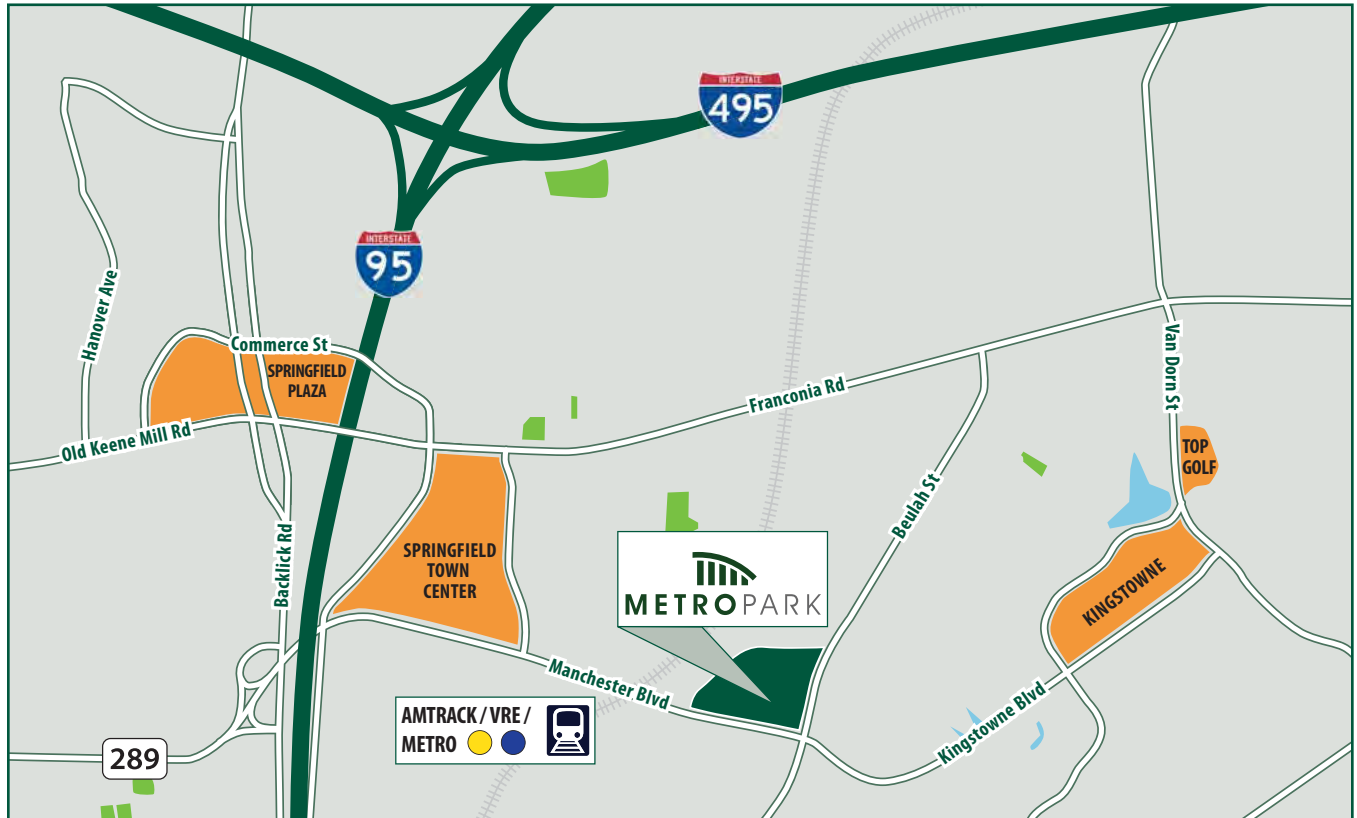 INTERSTATE
495
INTERSTATE
95
Hanover Ave
Commerce St
SPRINGFIELD
PLAZA
Old Keene Mill Rd
Franconia Rd
Van Dorn St
TOP
GOLF
Beulah St
Backlick Rd
SPRINGFIELD
TOWN
CENTER
METROPARK
KINGSTOWNE
Manchester Blvd
Kingstowne Blvd
AMTRACK / VRE /
METRO
289